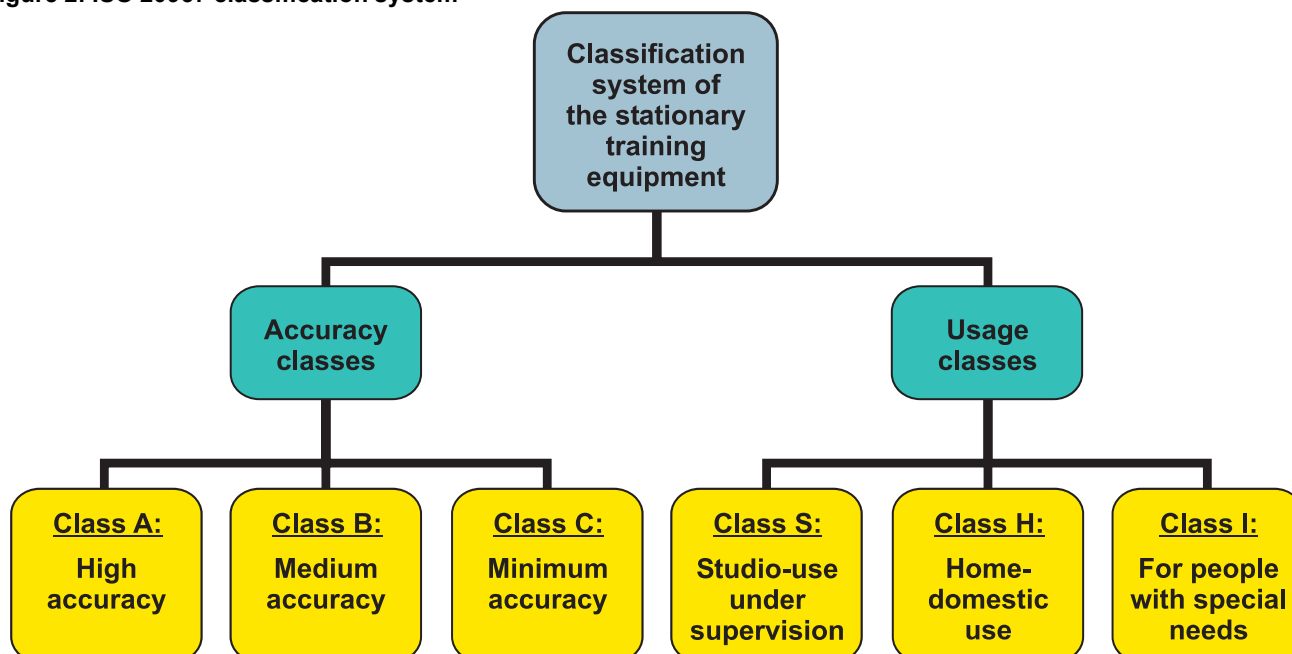 Classification
system of
the stationary
training
equipment
Accuracy
classes
Usage
classes
Class A:
High
accuracy
Class B:
Medium
accuracy
Class C:
Minimum
accuracy
Class S:
Studio-use
under
supervision
Class H:
Home-
domestic
use
Class I:
For people
with special
needs